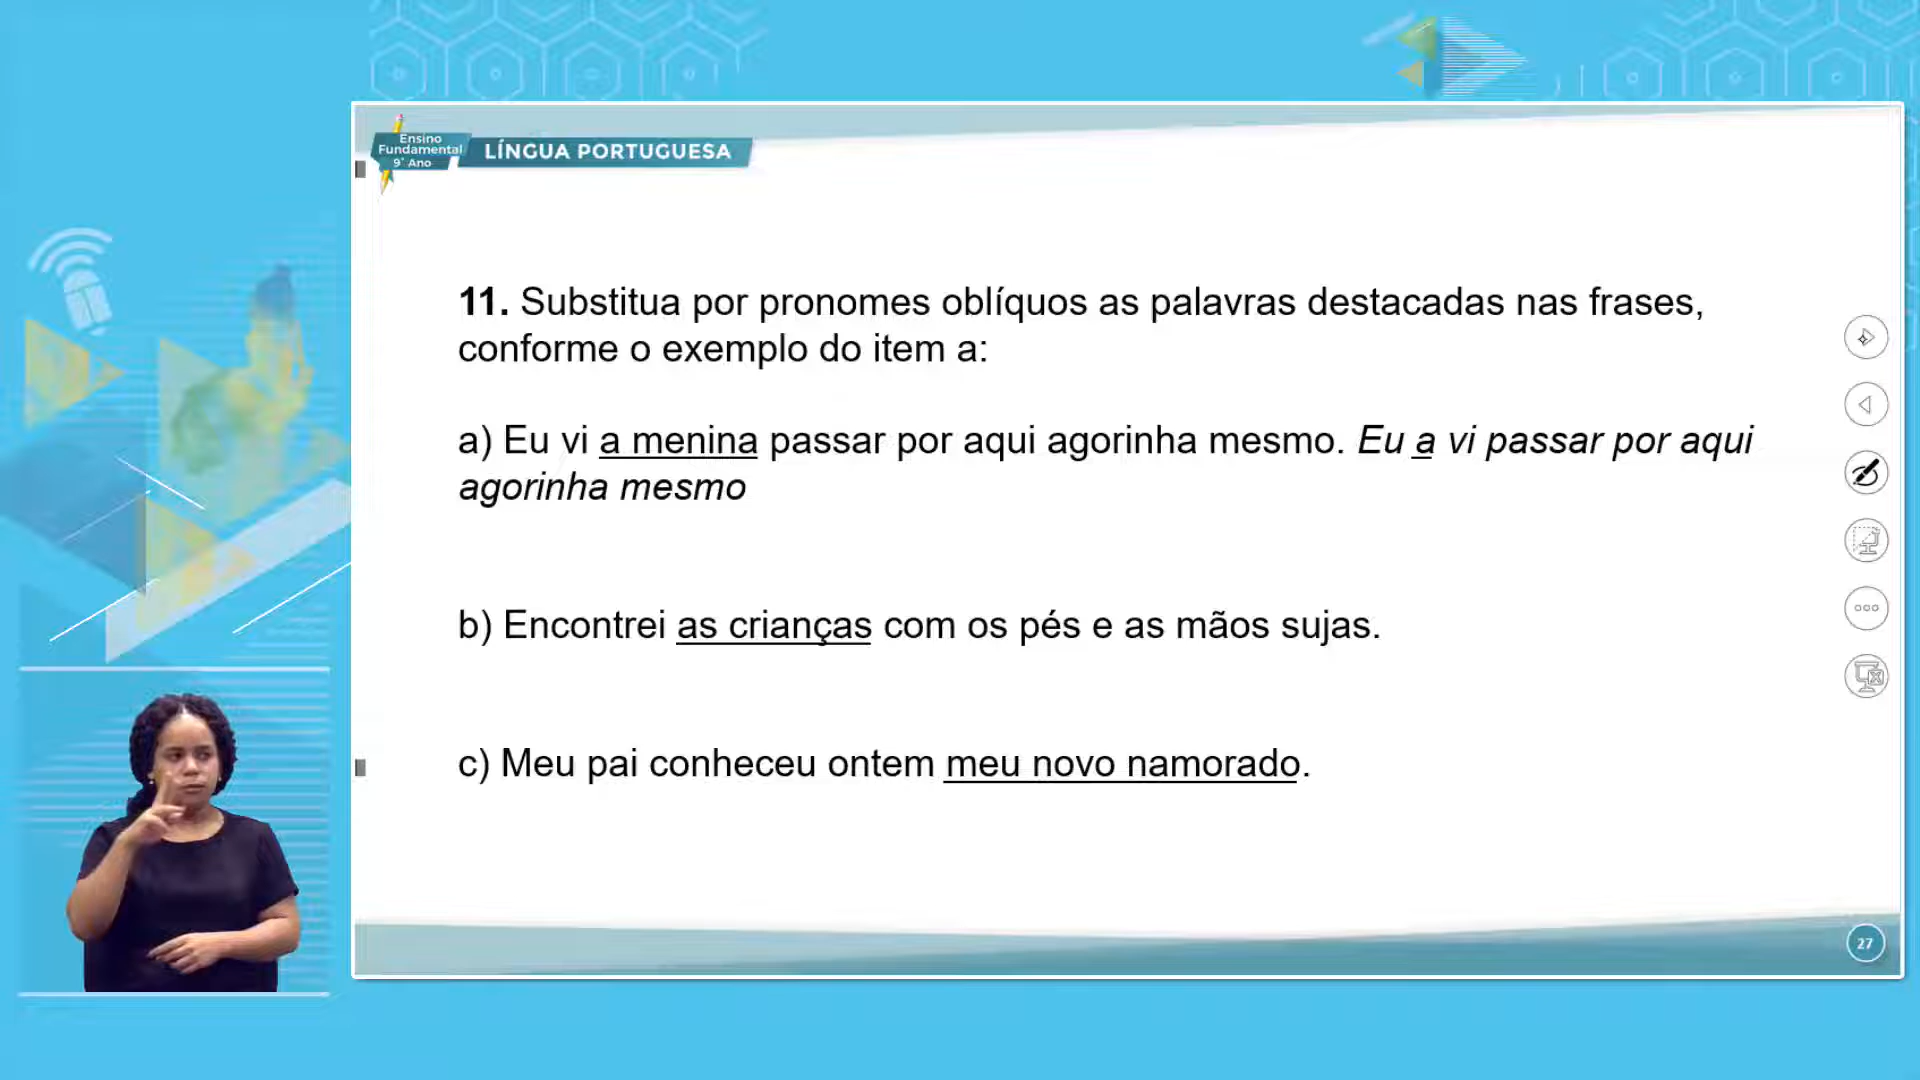 Ensino
Fundamental
9° Ano
LÍNGUA PORTUGUESA
11. Substitua por pronomes oblíquos as palavras destacadas nas frases,
conforme o exemplo do item a:
a) Eu vi a menina passar por aqui agorinha mesmo. Eu a vi passar por aqui
agorinha mesmo
b) Encontrei as crianças com os pés e as mãos sujas.
c) Meu pai conheceu ontem meu novo namorado.
27